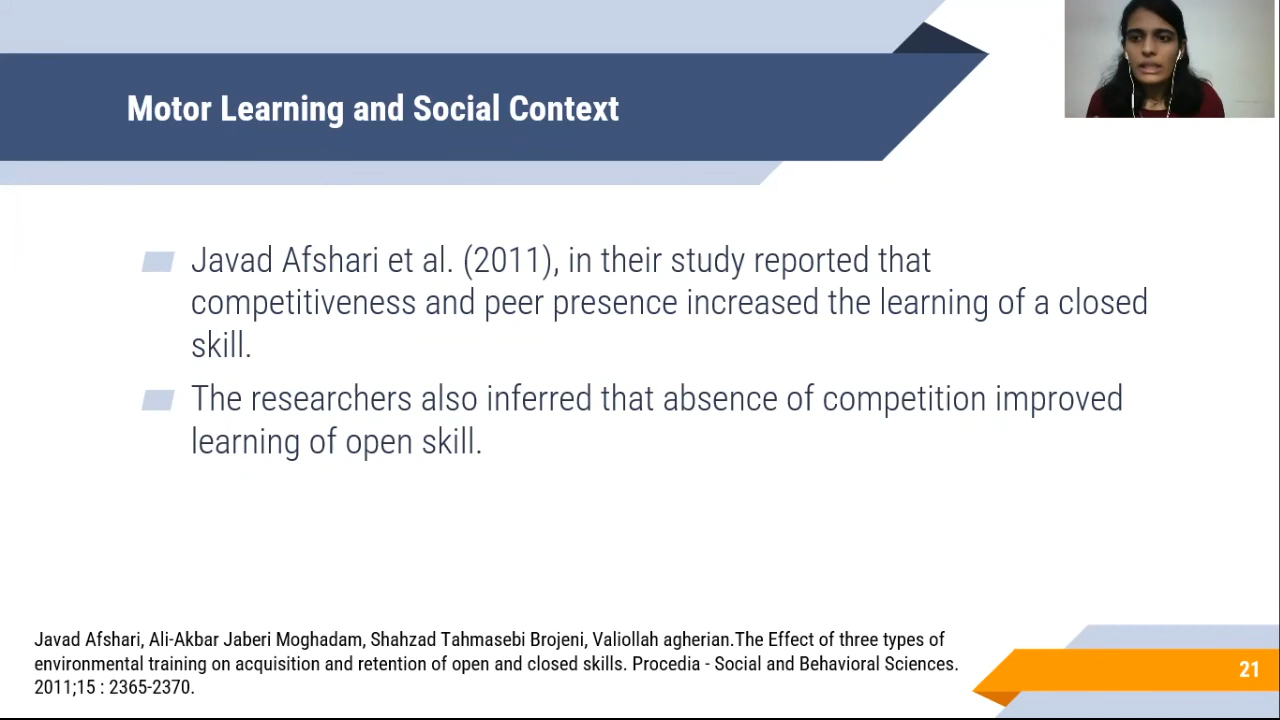 Motor Learning and Social Context
Javad Afshari et al. (2011), in their study reported that
competitiveness and peer presence increased the learning of a closed
skill.
The researchers also inferred that absence of competition improved
learning of open skill.
Javad Afshari, Ali-Akbar Jaberi Moghadam, Shahzad Tahmasebi Brojeni, Valiollah agherian.The Effect of three types of
environmental training on acquisition and retention of open and closed skills. Procedia - Social and Behavioral Sciences.
2011;15 : 2365-2370.
21